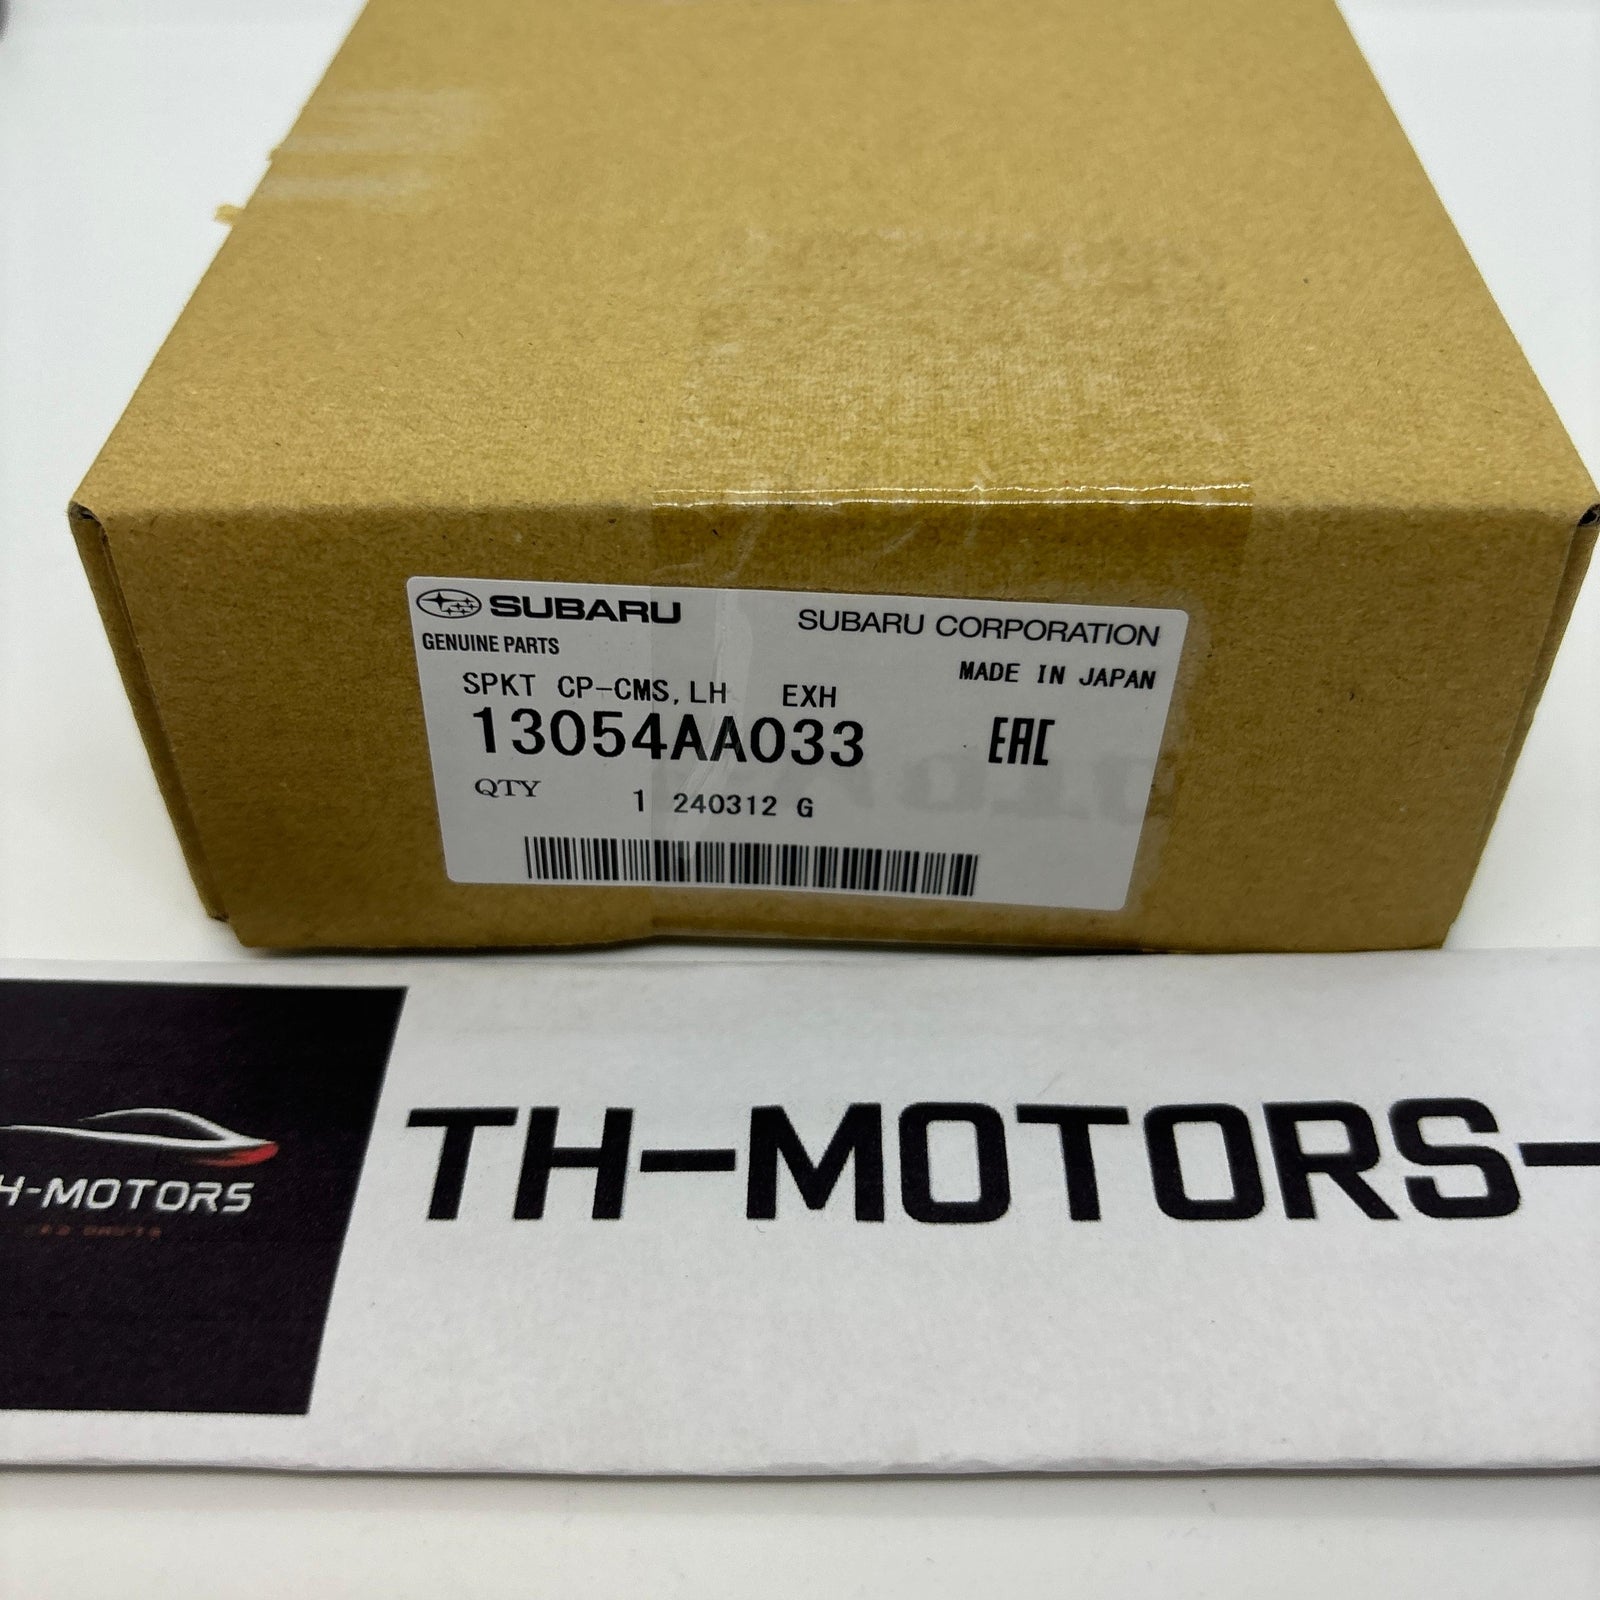 SUBARU
SUBARU CORPORATION
GENUINE PARTS
MADE IN JAPAN
SPKT CP-CMS,LH EXH
13054AA033
EAC
QTY 1 240312 G
H-MOTORS
TH-MOTORS-